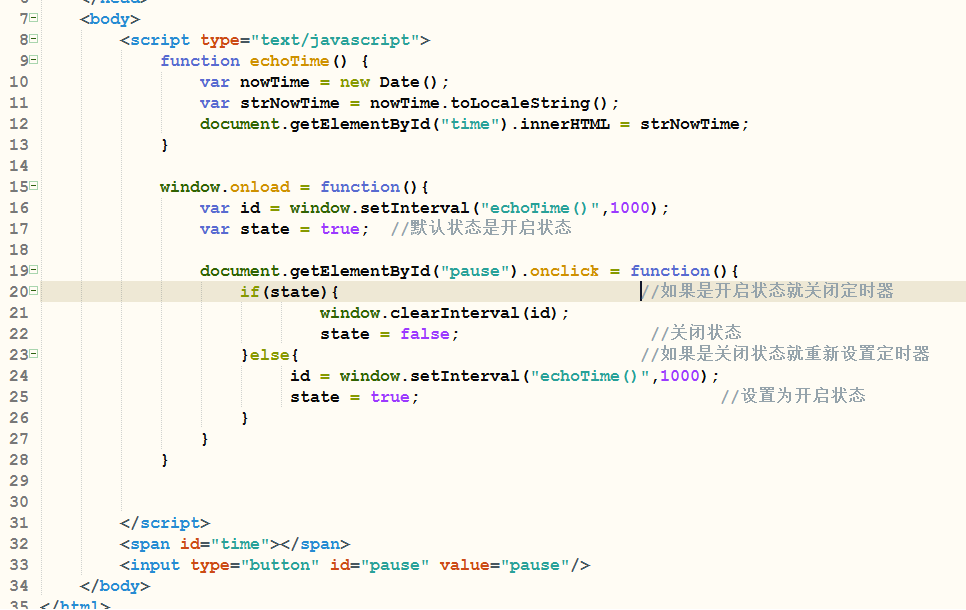 6 </head>
7 <body>
8 <script type="text/javascript">
9 function echoTime() {
10 var nowTime = new Date();
11 var strNowTime = nowTime.toLocaleString();
12 document.getElementById("time").innerHTML = strNowTime;
13 }
14
15 window.onload = function(){
16 var id = window.setInterval("echoTime()",1000);
17 var state = true; //默认状态是开启状态
18
19 document.getElementById("pause").onclick = function(){
20 if(state){ //如果是开启状态就关闭定时器
21 window.clearInterval(id);
22 state = false; //关闭状态
23 }else{ //如果是关闭状态就重新设置定时器
24 id = window.setInterval("echoTime()",1000);
25 state = true; //设置为开启状态
26 }
27 }
28 }
29
30
31 </script>
32 <span id="time"></span>
33 <input type="button" id="pause" value="pause"/>
34 </body>
35 </html>